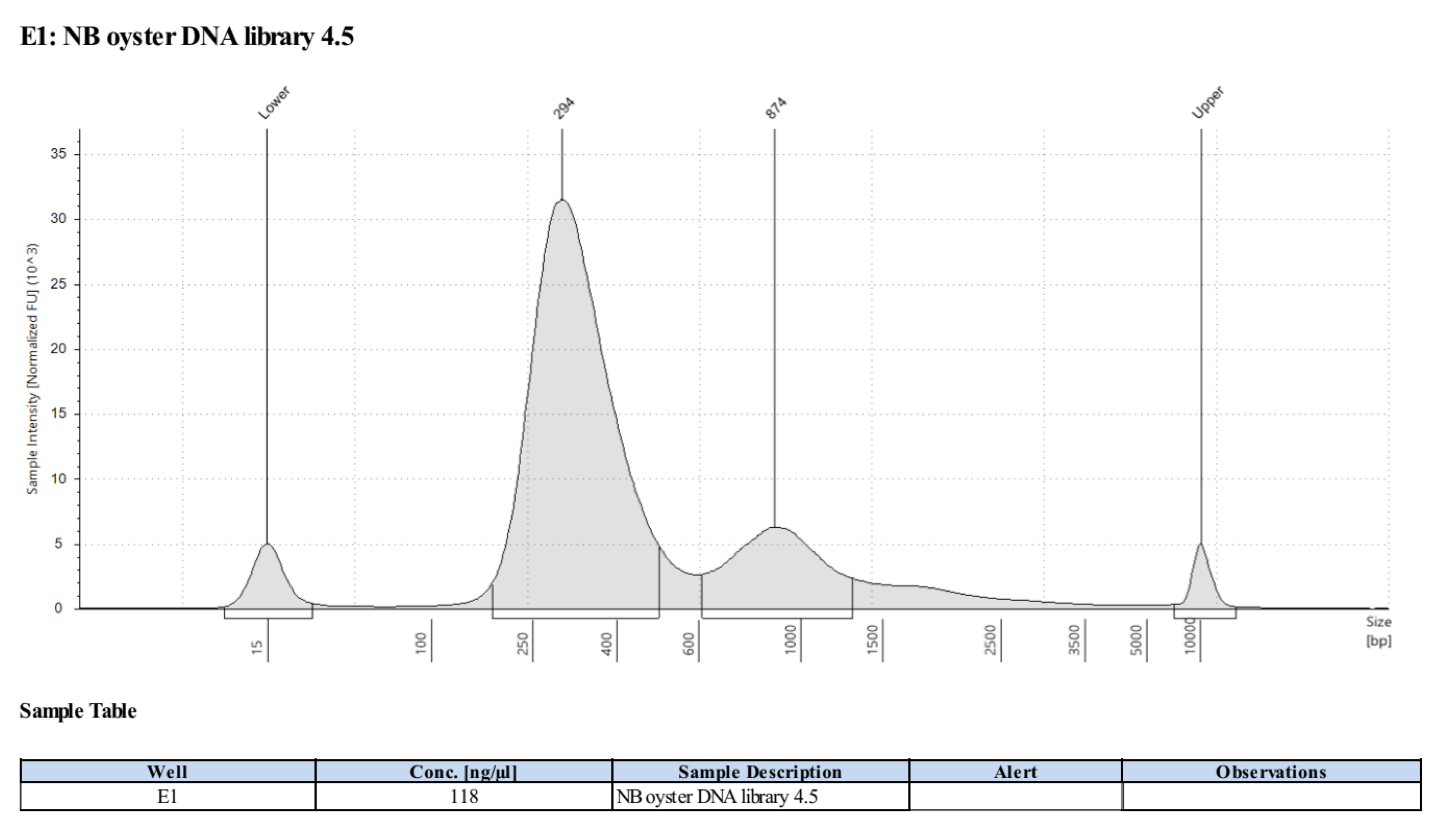 E1: NB oyster DNA library 4.5
Lower
294
874
Upper
Sample Intensity [Normalized FU] (10^3)
35
30
25
20
15
10
5
0
15
100
250
400
600
1000
1500
2500
3500
5000
10000
Size
[bp]
Sample Table
Well Conc. [ng/µl] Sample Description Alert Observations
E1 118 NB oyster DNA library 4.5